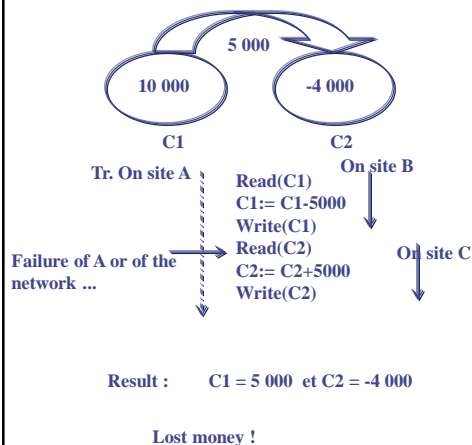 5 000
10 000
-4 000
C1
C2
Tr. On site A
On site B
Read(C1)
C1:= C1-5000
Write(C1)
Read(C2)
C2:= C2+5000
Write(C2)
On site C
Failure of A or of the
network ...
Result : C1 = 5 000 et C2 = -4 000
Lost money !